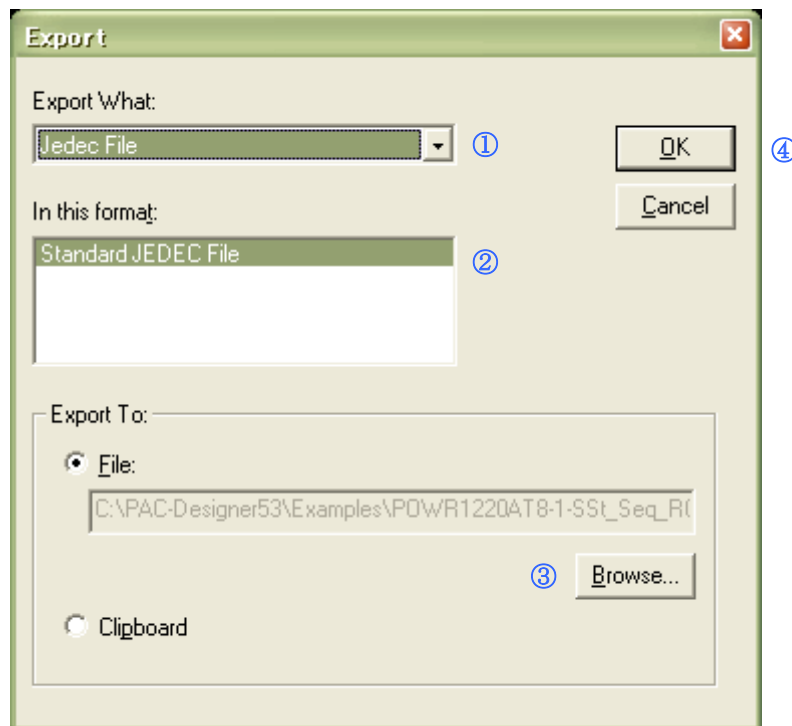 Export
Export What:
Jedec File ①
OK ④
In this format:
Cancel
Standard JEDEC File
②
Export To:
File:
C:\PAC-Designer53\Examples\POWR1220AT8-1-SSt_Seq_R
③ Browse...
Clipboard